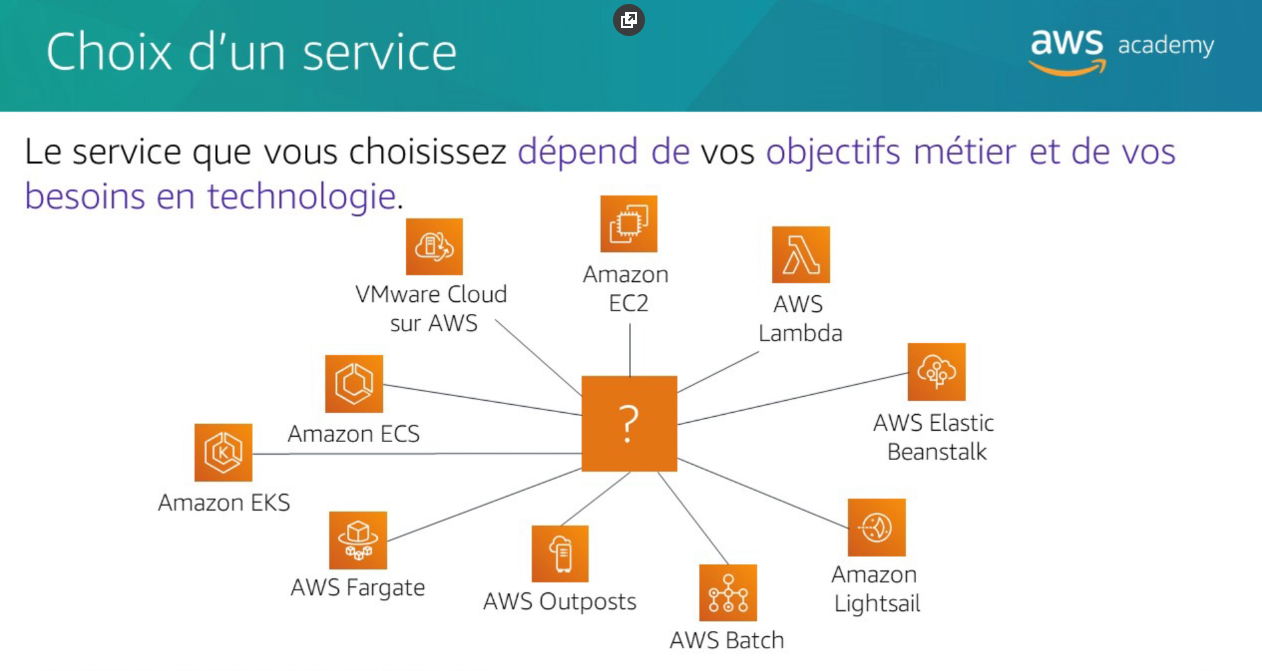 Choix d'un service
aws academy
Le service que vous choisissez dépend de vos objectifs métier et de vos
besoins en technologie.
Amazon
EC2
VMware Cloud
sur AWS
AWS
Lambda
?
AWS Elastic
Beanstalk
Amazon ECS
K
Amazon EKS
Amazon
Lightsail
AWS Fargate
AWS Outposts
AWS Batch